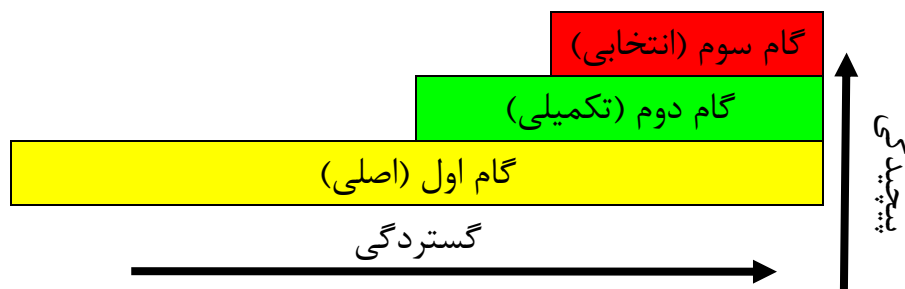 گام سوم (انتخابی)
گام دوم (تکمیلی)
گام اول (اصلی)
گستردگی
پیچیدگی